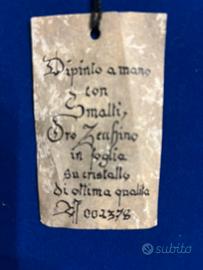 Dipinto a mano
con
Smalti,
Oro Zecchino
in foglia
su cristallo
di ottima qualità
N 002378
subito